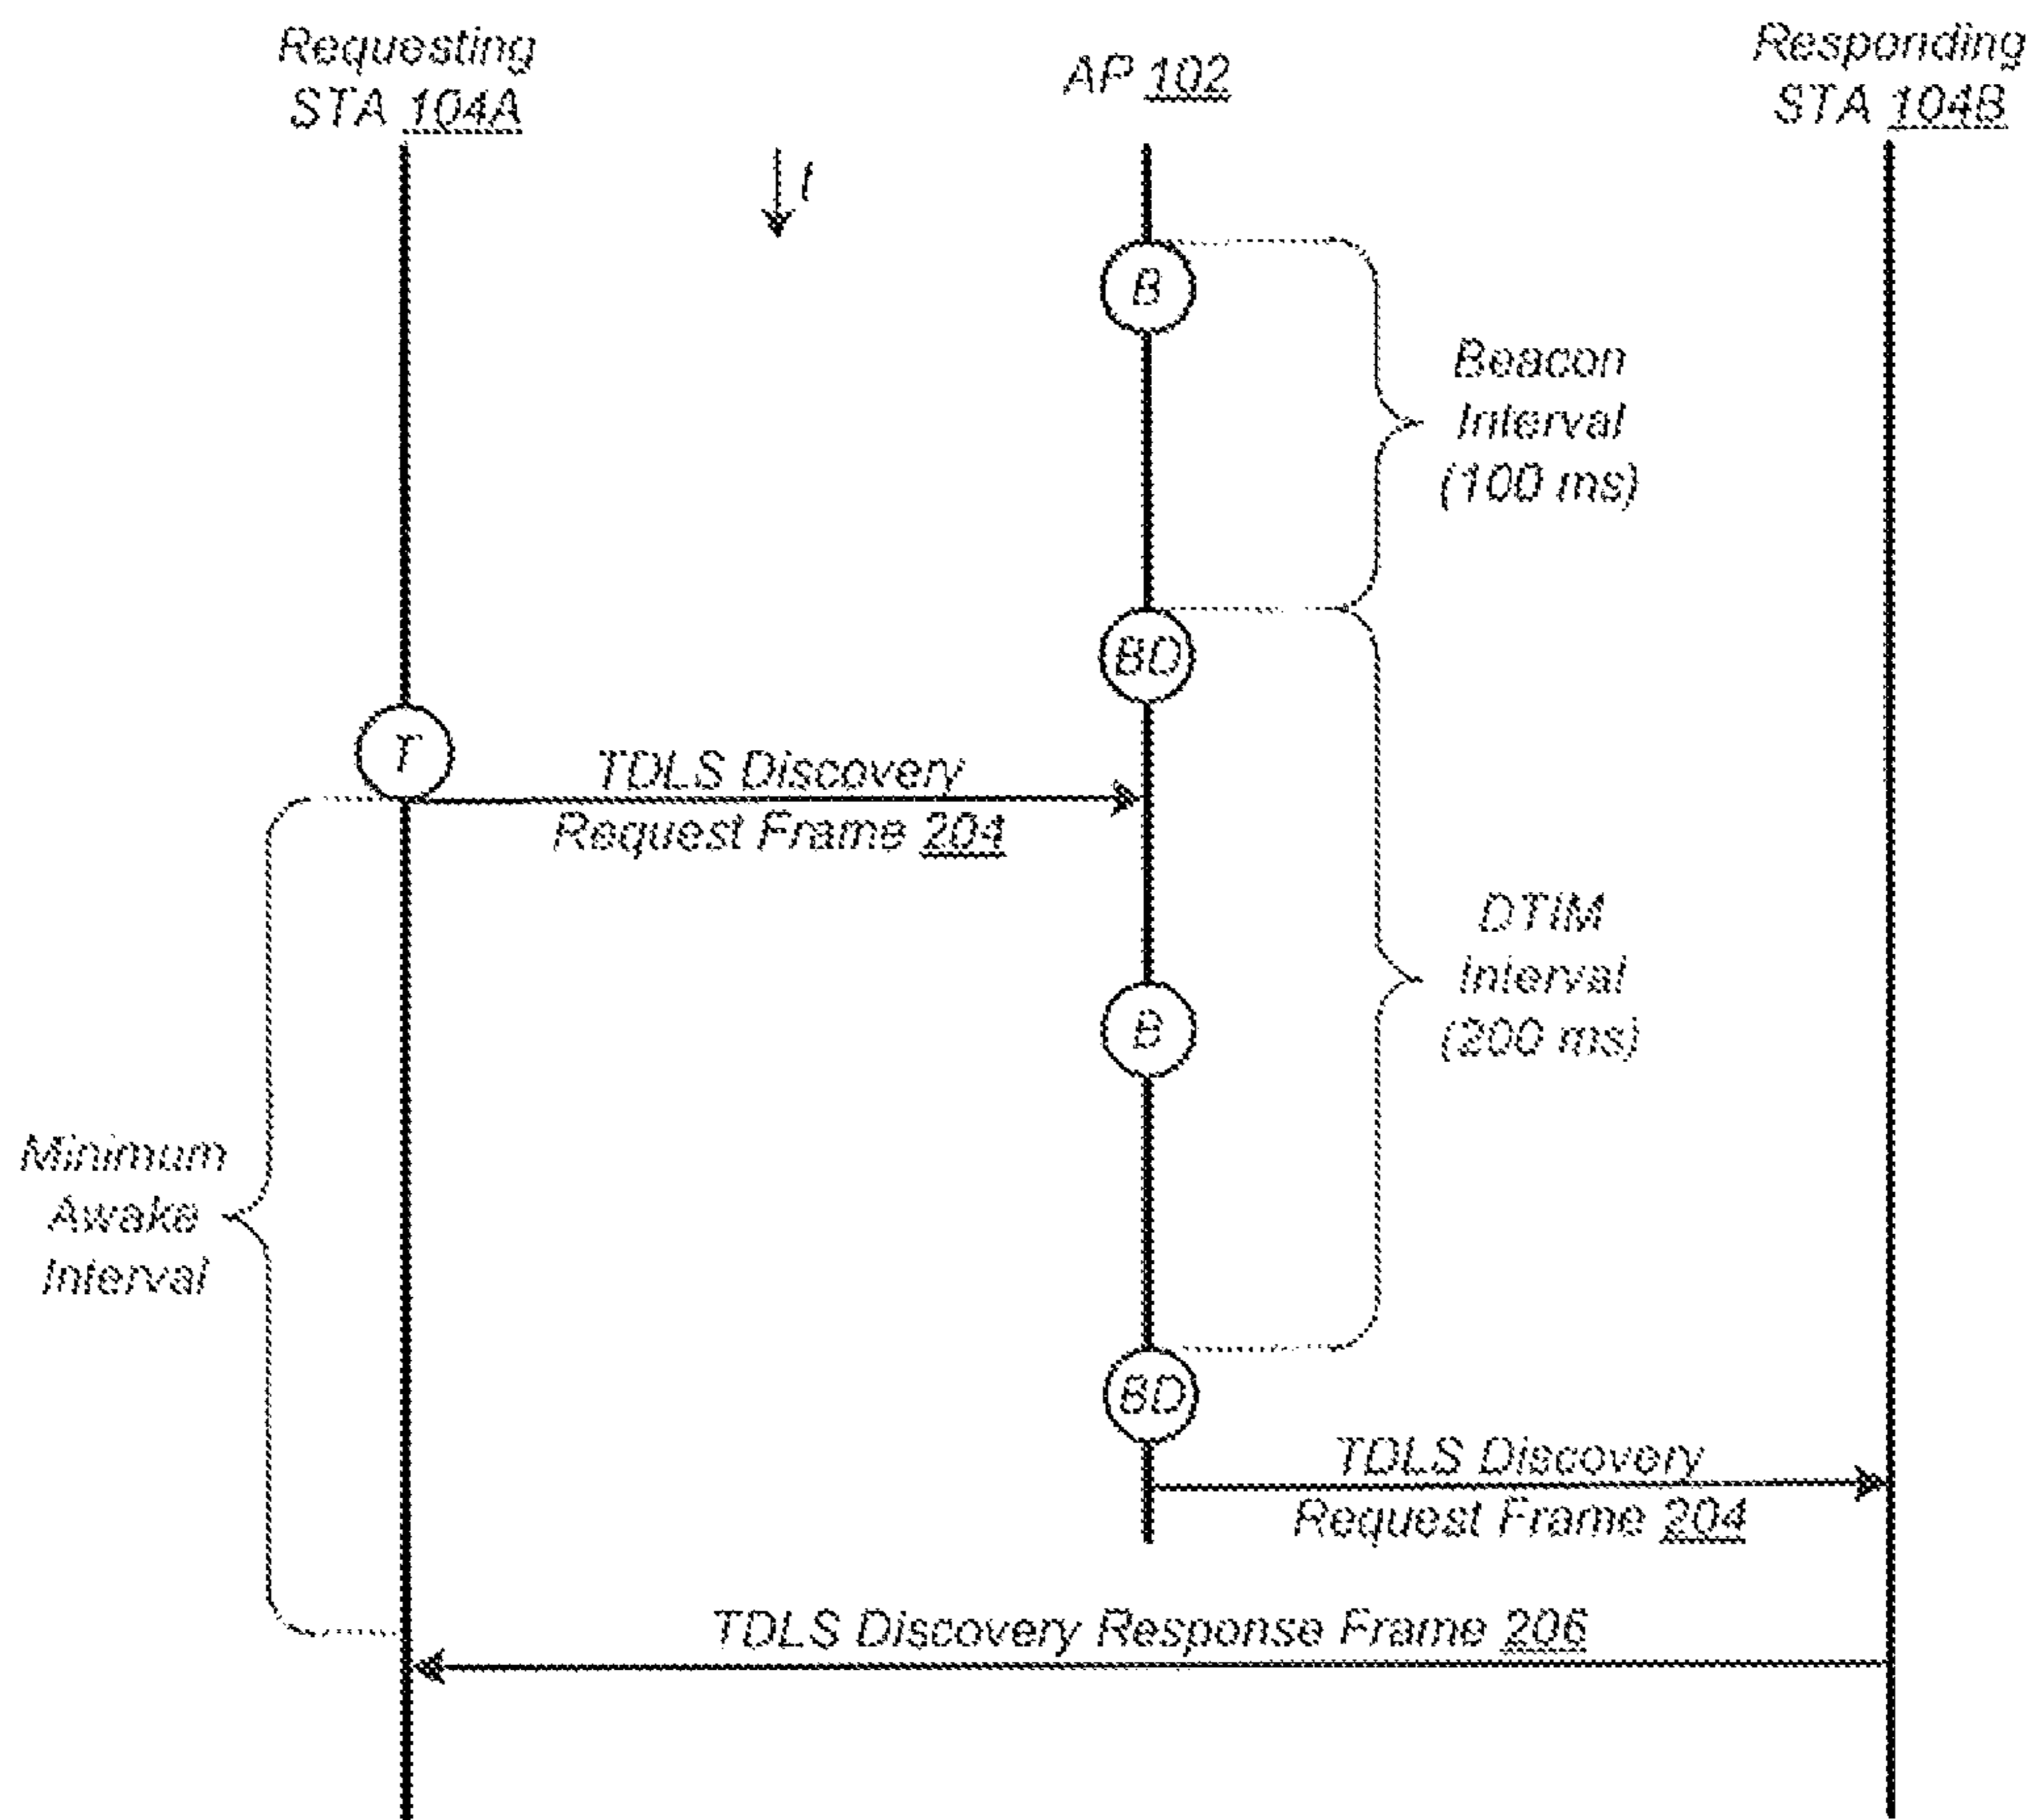 Requesting
STA 104A
AP 102
Responding
STA 104B
t
B
Beacon
Interval
(100 ms)
BD
T
TDLS Discovery
Request Frame 204
DTIM
Interval
(200 ms)
B
Minimum
Awake
Interval
BD
TDLS Discovery
Request Frame 204
TDLS Discovery Response Frame 206